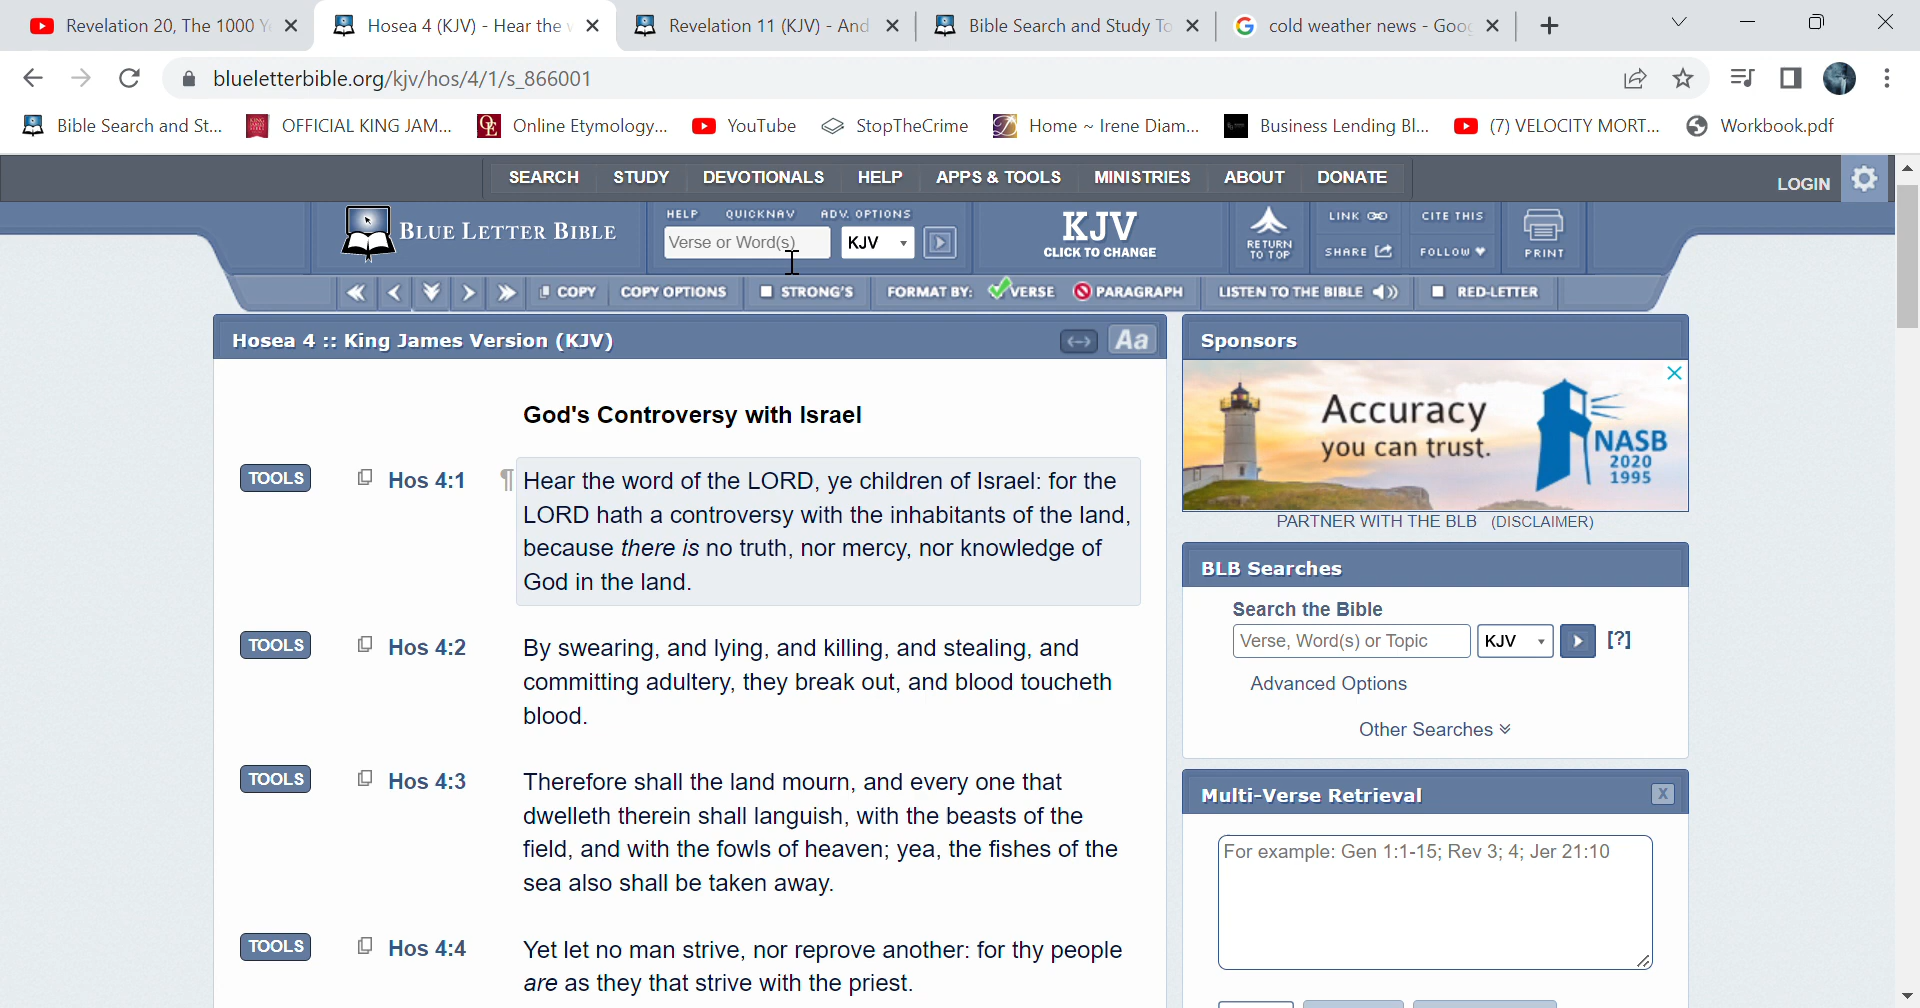 Revelation 20, The 1000 Y
Hosea 4 (KJV) - Hear the w
Revelation 11 (KJV) - And
Bible Search and Study To
cold weather news - Goog
blueletterbible.org/kjv/hos/4/1/s_866001
Bible Search and St...
OFFICIAL KING JAM...
Online Etymology...
YouTube
StopTheCrime
Home ~ Irene Diam...
Business Lending Bl...
(7) VELOCITY MORT...
Workbook.pdf
SEARCH STUDY DEVOTIONALS HELP APPS & TOOLS MINISTRIES ABOUT DONATE
LOGIN
BLUE LETTER BIBLE
HELP QUICKNAV ADV. OPTIONS
Verse or Word(s)
KJV
KJV
CLICK TO CHANGE
RETURN
TO TOP
LINK
CITE THIS
SHARE
FOLLOW
PRINT
COPY COPY OPTIONS STRONG'S FORMAT BY: VERSE PARAGRAPH LISTEN TO THE BIBLE RED-LETTER
Hosea 4 :: King James Version (KJV)
Aa
God's Controversy with Israel
TOOLS Hos 4:1 ¶ Hear the word of the LORD, ye children of Israel: for the
LORD hath a controversy with the inhabitants of the land,
because there is no truth, nor mercy, nor knowledge of
God in the land.
TOOLS Hos 4:2 By swearing, and lying, and killing, and stealing, and
committing adultery, they break out, and blood toucheth
blood.
TOOLS Hos 4:3 Therefore shall the land mourn, and every one that
dwelleth therein shall languish, with the beasts of the
field, and with the fowls of heaven; yea, the fishes of the
sea also shall be taken away.
TOOLS Hos 4:4 Yet let no man strive, nor reprove another: for thy people
are as they that strive with the priest.
Sponsors
Accuracy
you can trust.
NASB
2020
1995
PARTNER WITH THE BLB (DISCLAIMER)
BLB Searches
Search the Bible
Verse, Word(s) or Topic
KJV
[?]
Advanced Options
Other Searches
Multi-Verse Retrieval
X
For example: Gen 1:1-15; Rev 3; 4; Jer 21:10